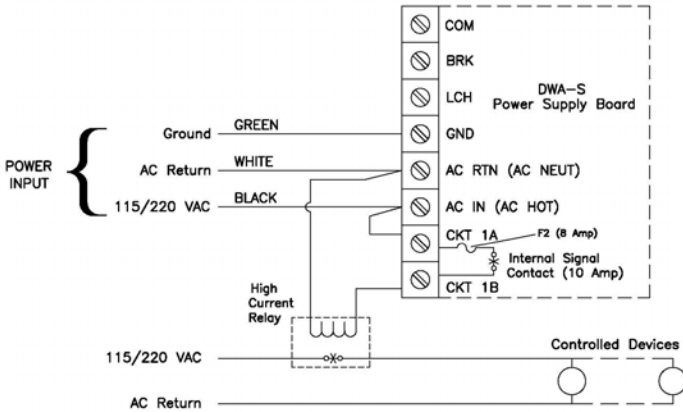 COM
BRK
LCH
DWA-S
Power Supply Board
Ground
GREEN
GND
POWER
INPUT
AC Return
WHITE
AC RTN (AC NEUT)
115/220 VAC
BLACK
AC IN (AC HOT)
CKT 1A
F2 (8 Amp)
Internal Signal
Contact (10 Amp)
CKT 1B
High
Current
Relay
Controlled Devices
115/220 VAC
AC Return